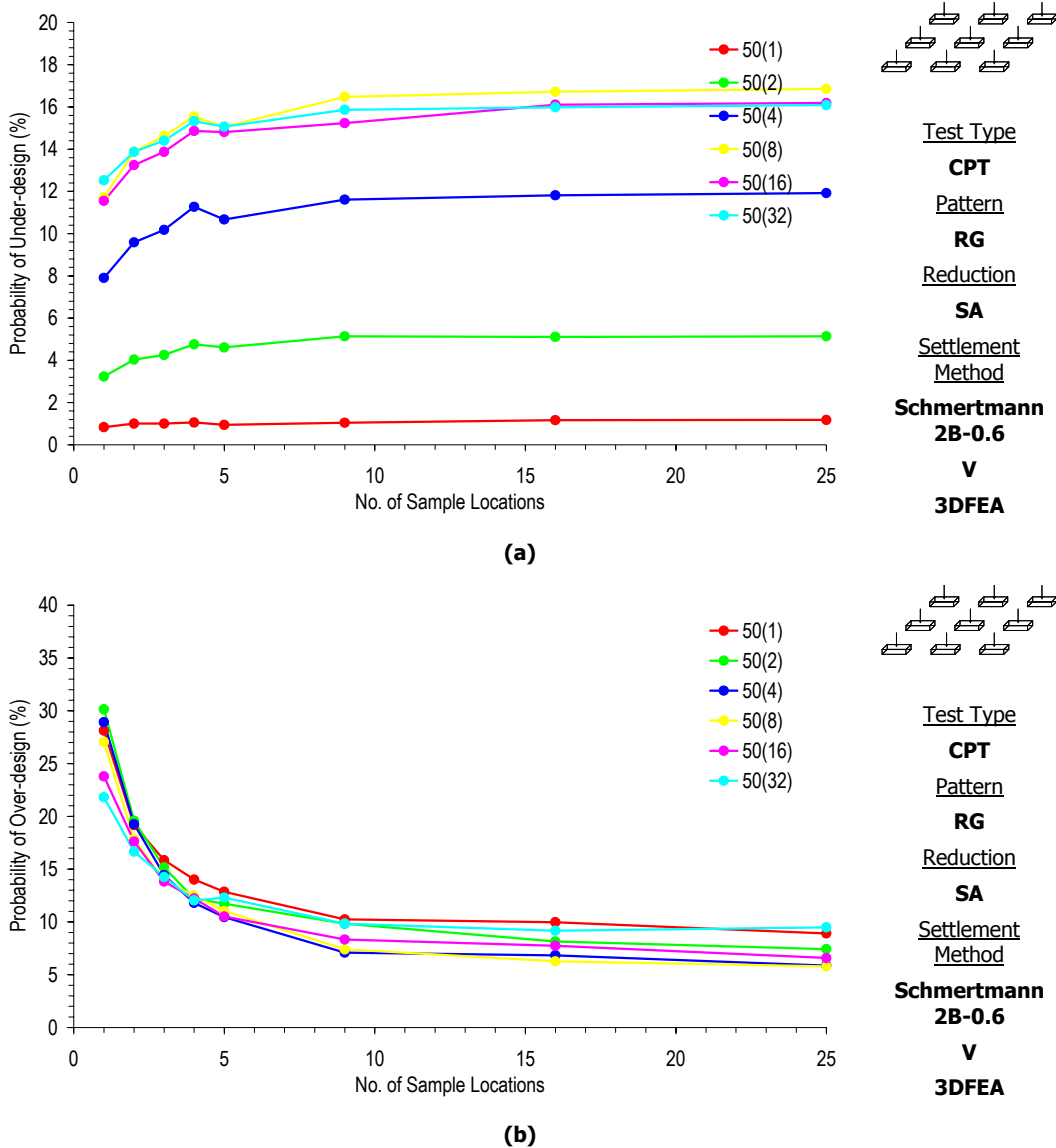 20
18
16
14
12
10
8
6
4
2
0
Probability of Under-design (%)
0 5 10 15 20 25
No. of Sample Locations
50(1)
50(2)
50(4)
50(8)
50(16)
50(32)
Test Type
CPT
Pattern
RG
Reduction
SA
Settlement
Method
Schmertmann
2B-0.6
V
3DFEA
(a)
40
35
30
25
20
15
10
5
0
Probability of Over-design (%)
0 5 10 15 20 25
No. of Sample Locations
50(1)
50(2)
50(4)
50(8)
50(16)
50(32)
Test Type
CPT
Pattern
RG
Reduction
SA
Settlement
Method
Schmertmann
2B-0.6
V
3DFEA
(b)